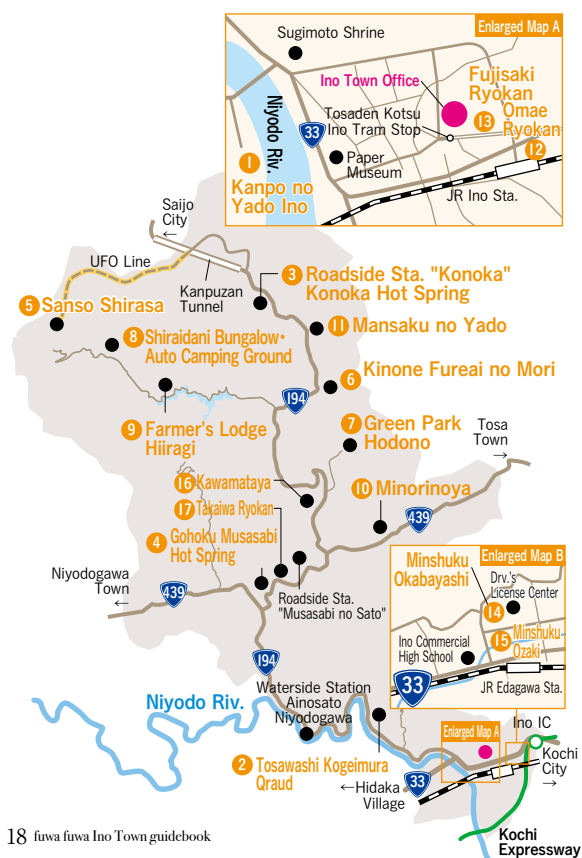 Enlarged Map A
Sugimoto Shrine
Ino Town Office
Fujisaki
Ryokan
13
Omae
Ryokan
12
Niyodo Riv.
33
Tosaden Kotsu
Ino Tram Stop
Paper
Museum
1
Kanpo no
Yado Ino
JR Ino Sta.
Saijo
City
←
UFO Line
Kanpuzan
Tunnel
3 Roadside Sta. "Konoka"
Konoka Hot Spring
5 Sanso Shirasa
11 Mansaku no Yado
8 Shiraidani Bungalow・
Auto Camping Ground
6 Kinone Fureai no Mori
194
7 Green Park
Hodono
9 Farmer's Lodge
Hiiragi
Tosa
Town
→
16 Kawamataya
17 Takaiwa Ryokan
10 Minorinoya
439
4 Gohoku Musasabi
Hot Spring
Niyodogawa
Town
←
439
Roadside Sta.
"Musasabi no Sato"
Enlarged Map B
Minshuku
Okabayashi
14
Drv.'s
License Center
15 Minshuku
Ozaki
Ino Commercial
High School
33
JR Edagawa Sta.
194
Niyodo Riv.
Waterside Station
Ainosato
Niyodogawa
Enlarged Map A
Ino IC
Kochi
City
→
2 Tosawashi Kogeimura
Qraud
←Hidaka
Village
33
Kochi
Expressway
18 fuwa fuwa Ino Town guidebook